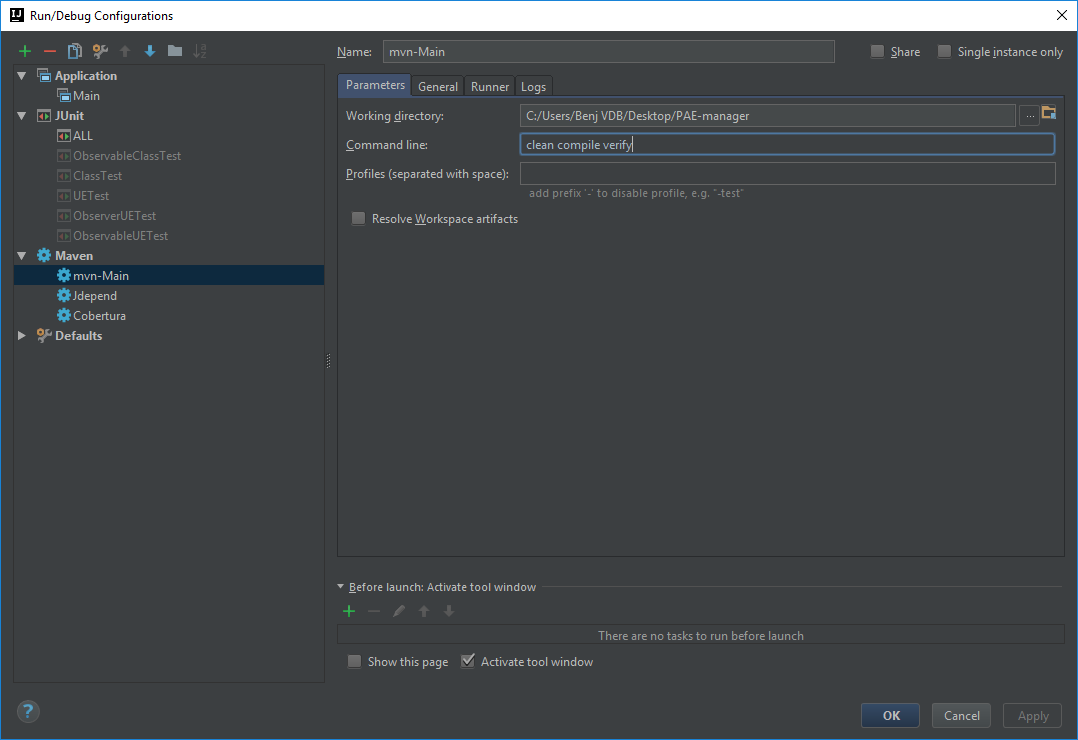 Run/Debug Configurations
Name: mvn-Main Share Single instance only
Application
Main
JUnit
ALL
ObservableClassTest
ClassTest
UETest
ObserverUETest
ObservableUETest
Maven
mvn-Main
Jdepend
Cobertura
Defaults
Parameters General Runner Logs
Working directory: C:/Users/Benj VDB/Desktop/PAE-manager ...
Command line: clean compile verify
Profiles (separated with space):
add prefix '-' to disable profile, e.g. "-test"
Resolve Workspace artifacts
Before launch: Activate tool window
There are no tasks to run before launch
Show this page Activate tool window
? OK Cancel Apply